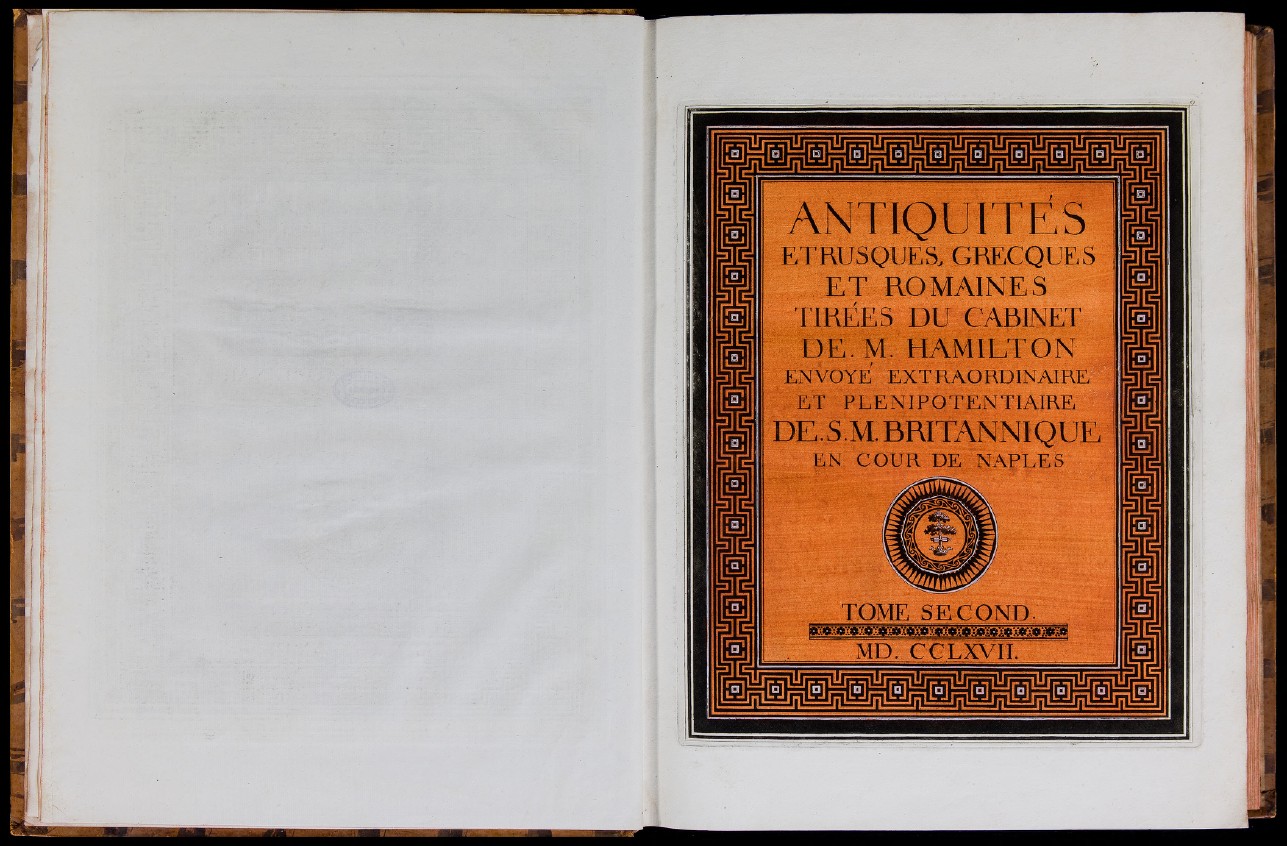 ANTIQUITÉS
ETRUSQUES, GRECQUES
ET ROMAINES
TIRÉES DU CABINET
DE. M. HAMILTON
ENVOYÉ EXTRAORDINAIRE
ET PLENIPOTENTIAIRE
DE. S. M. BRITANNIQUE
EN COUR DE NAPLES
TOME SECOND.
MD. CCLXVII.